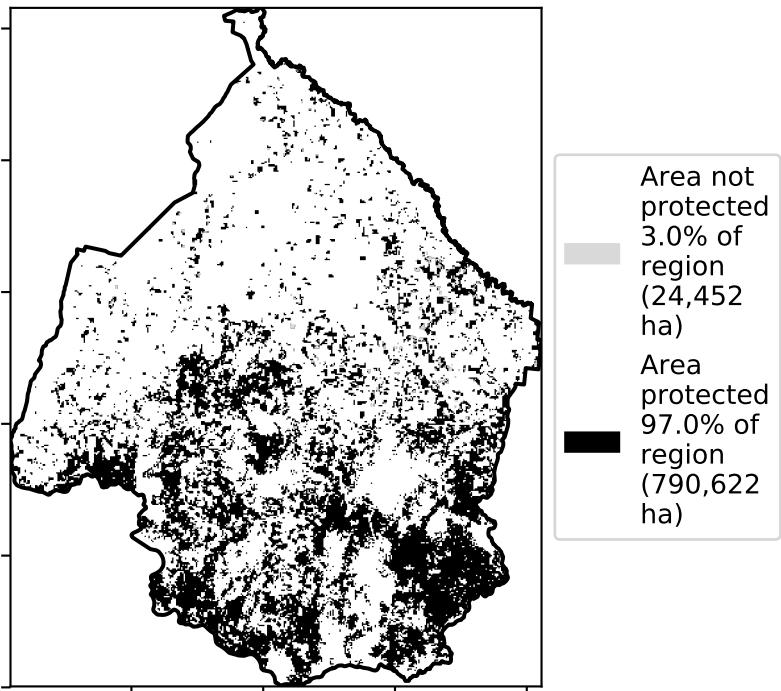 Area not
protected
3.0% of
region
(24,452
ha)
Area
protected
97.0% of
region
(790,622
ha)